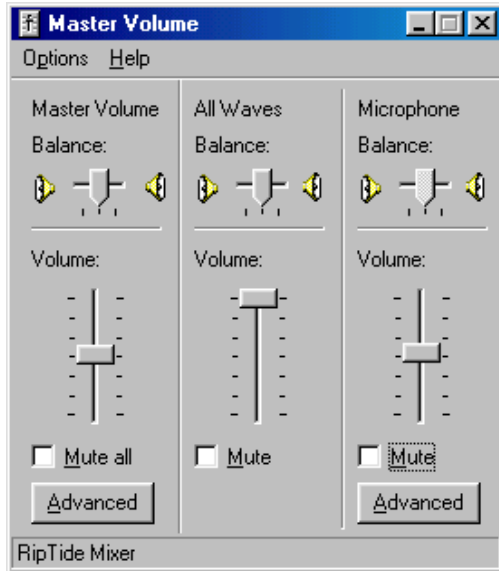 Master Volume
Options Help
Master Volume
Balance:
Volume:
Mute all
Advanced
All Waves
Balance:
Volume:
Mute
Microphone
Balance:
Volume:
Mute
Advanced
RipTide Mixer